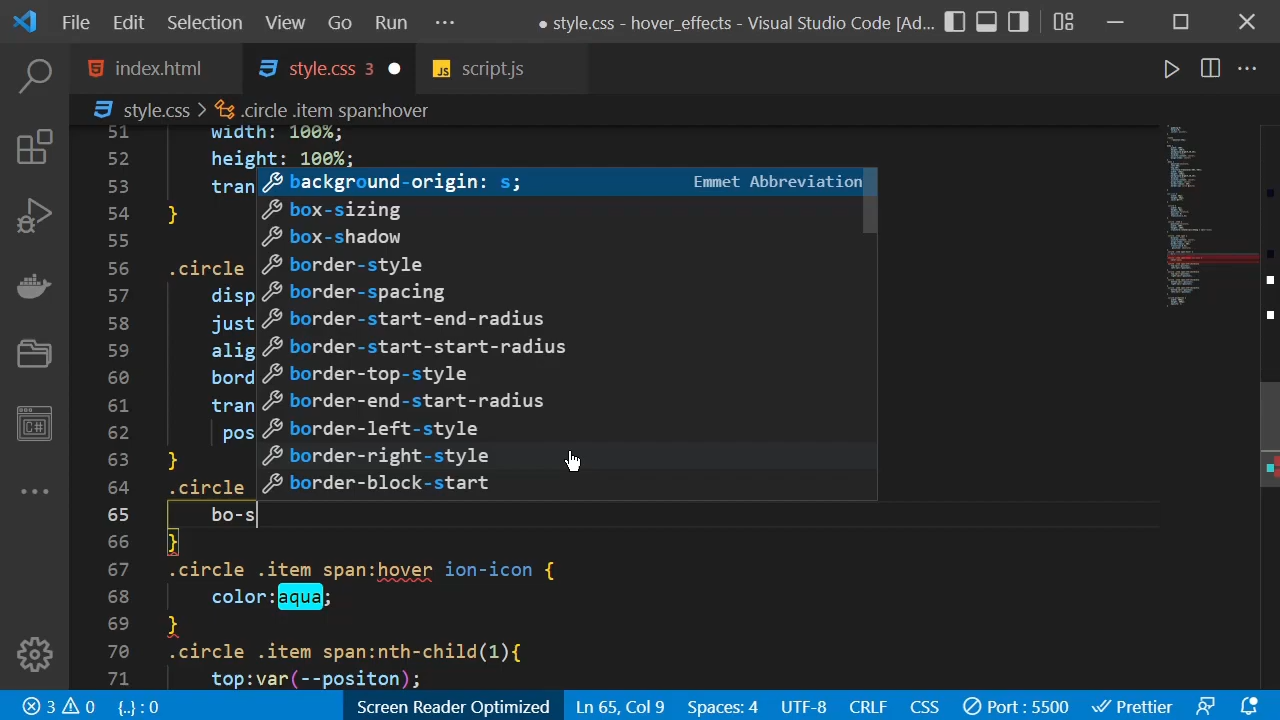 File Edit Selection View Go Run ···
● style.css - hover_effects - Visual Studio Code [Ad...
index.html
style.css 3 ●
JS script.js
style.css > .circle .item span:hover
51 width: 100%;
52 height: 100%;
53 tran
54 }
55
56 .circle
57 disp
58 just
59 alig
60 bord
61 tran
62 pos
63 }
64 .circle
65 bo-s
66 }
67 .circle .item span:hover ion-icon {
68 color:aqua;
69 }
70 .circle .item span:nth-child(1){
71 top:var(--positon);
background-origin: s; Emmet Abbreviation
box-sizing
box-shadow
border-style
border-spacing
border-start-end-radius
border-start-start-radius
border-top-style
border-end-start-radius
border-left-style
border-right-style
border-block-start
C#
3 0 {..} : 0 Screen Reader Optimized Ln 65, Col 9 Spaces: 4 UTF-8 CRLF CSS Port : 5500 Prettier